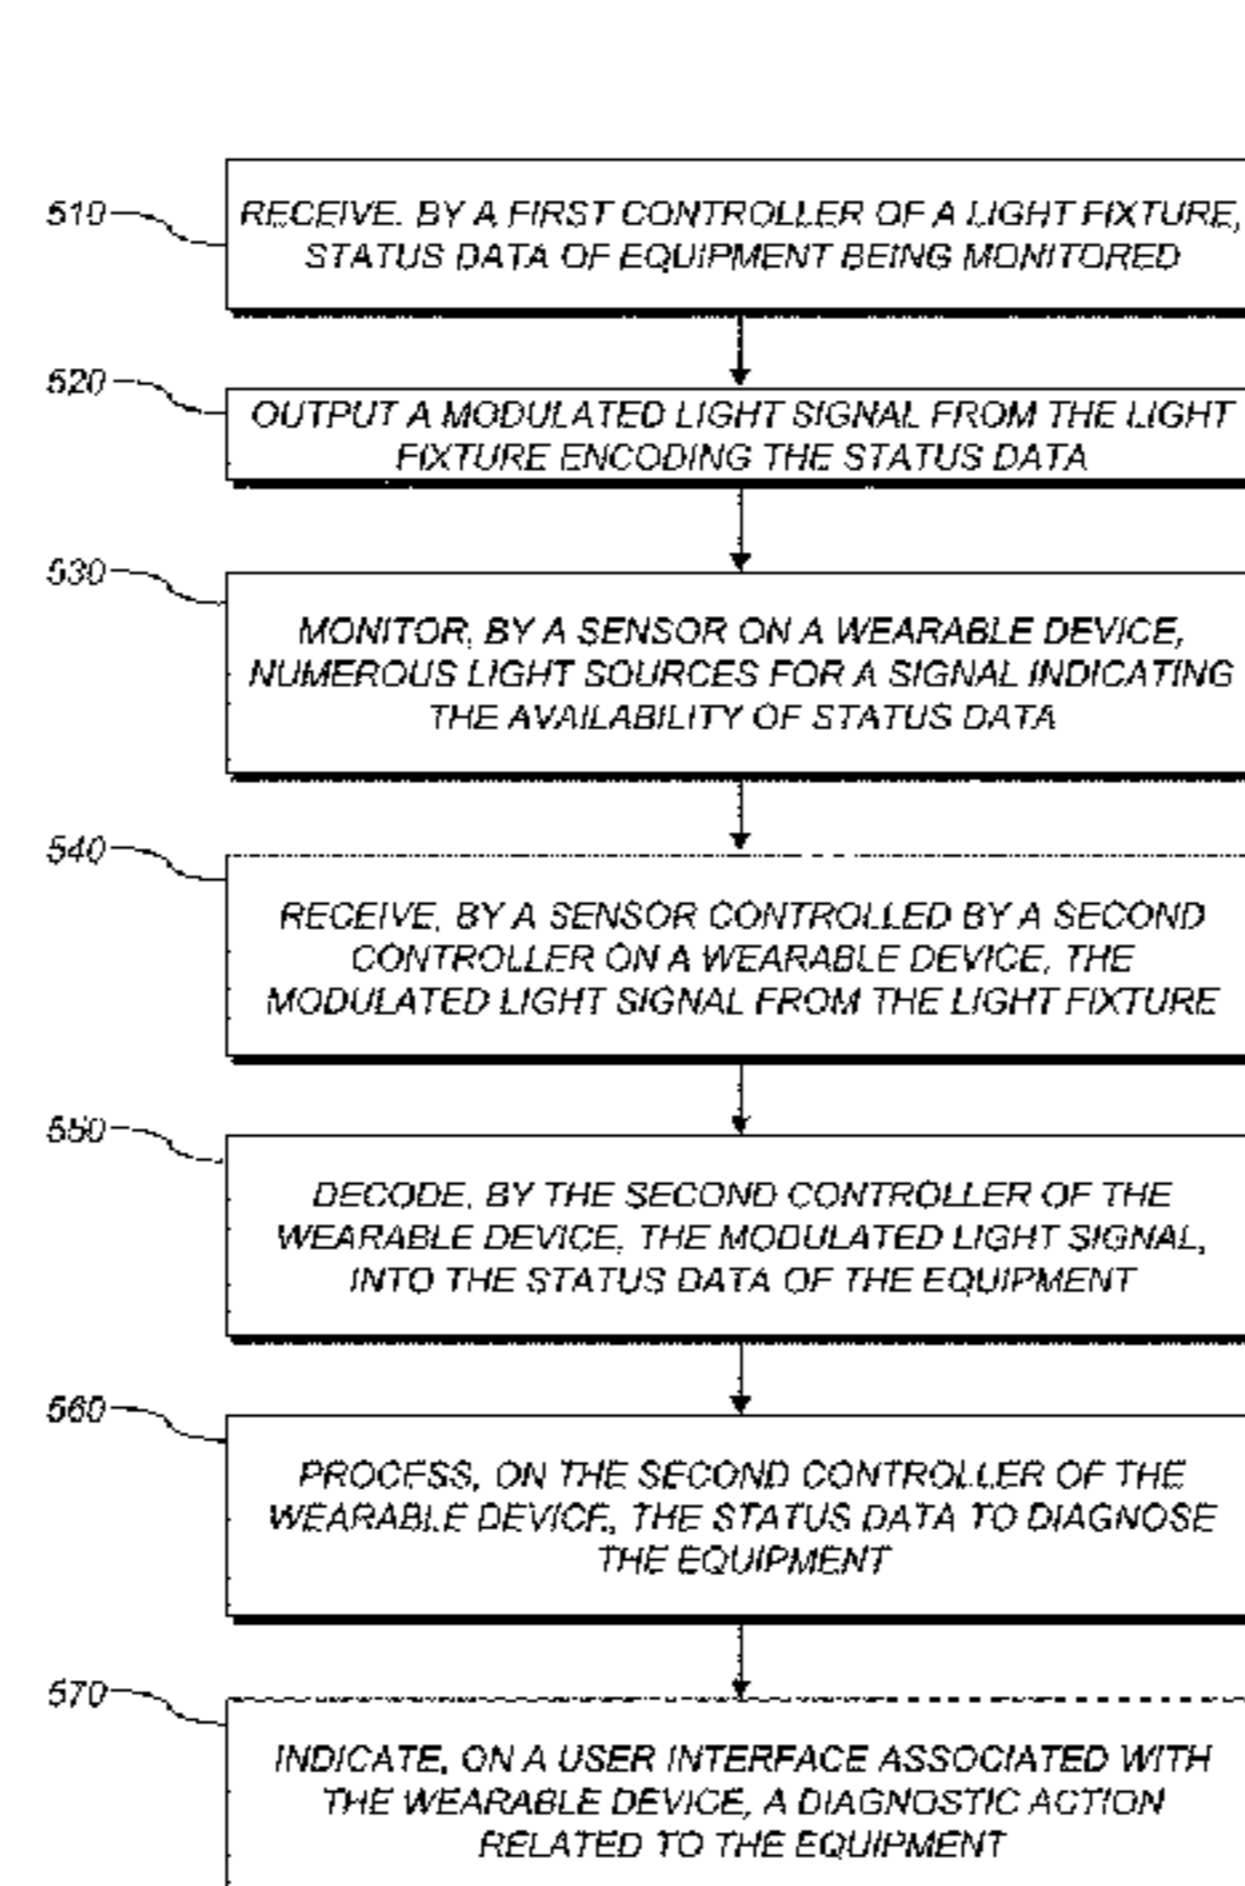 510
RECEIVE, BY A FIRST CONTROLLER OF A LIGHT FIXTURE,
STATUS DATA OF EQUIPMENT BEING MONITORED
520
OUTPUT A MODULATED LIGHT SIGNAL FROM THE LIGHT
FIXTURE ENCODING THE STATUS DATA
530
MONITOR, BY A SENSOR ON A WEARABLE DEVICE,
NUMEROUS LIGHT SOURCES FOR A SIGNAL INDICATING
THE AVAILABILITY OF STATUS DATA
540
RECEIVE, BY A SENSOR CONTROLLED BY A SECOND
CONTROLLER ON A WEARABLE DEVICE, THE
MODULATED LIGHT SIGNAL FROM THE LIGHT FIXTURE
550
DECODE, BY THE SECOND CONTROLLER OF THE
WEARABLE DEVICE, THE MODULATED LIGHT SIGNAL,
INTO THE STATUS DATA OF THE EQUIPMENT
560
PROCESS, ON THE SECOND CONTROLLER OF THE
WEARABLE DEVICE, THE STATUS DATA TO DIAGNOSE
THE EQUIPMENT
570
INDICATE, ON A USER INTERFACE ASSOCIATED WITH
THE WEARABLE DEVICE, A DIAGNOSTIC ACTION
RELATED TO THE EQUIPMENT